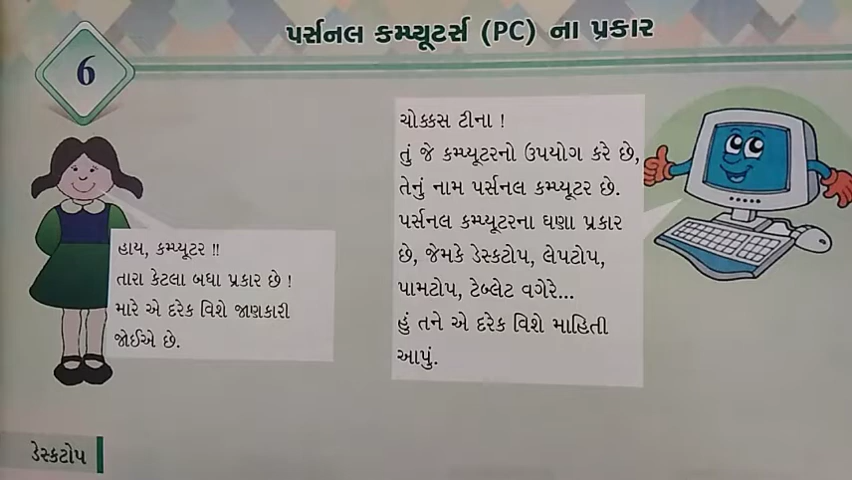 પર્સનલ કમ્પ્યૂટર્સ (PC) ના પ્રકાર
6
હાય, કમ્પ્યૂટર !!
તારા કેટલા બધા પ્રકાર છે !
મારે એ દરેક વિશે જાણકારી
જોઈએ છે.
ચોક્કસ ટીના !
તું જે કમ્પ્યૂટરનો ઉપયોગ કરે છે,
તેનું નામ પર્સનલ કમ્પ્યૂટર છે.
પર્સનલ કમ્પ્યૂટરના ઘણા પ્રકાર
છે, જેમકે ડેસ્કટોપ, લેપટોપ,
પામટોપ, ટેબ્લેટ વગેરે...
હું તને એ દરેક વિશે માહિતી
આપું.
ડેસ્કટોપ